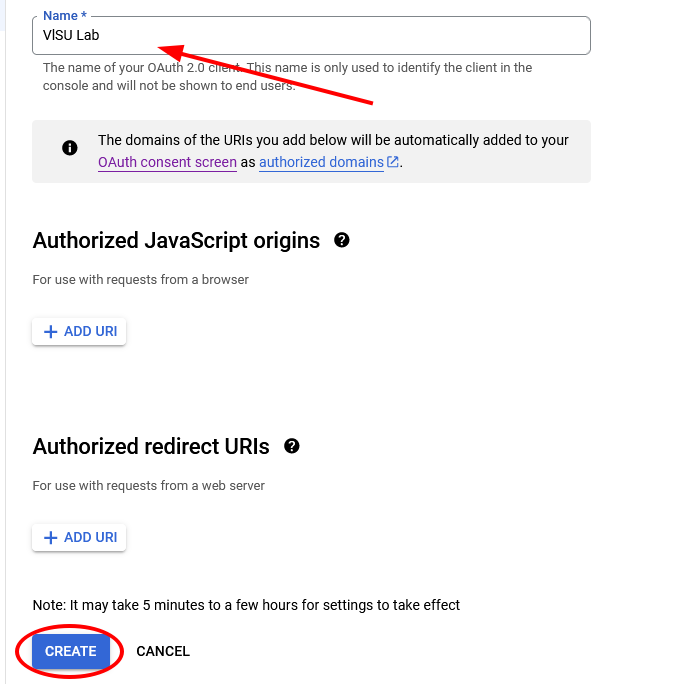 Name *
VlSU Lab
The name of your OAuth 2.0 client. This name is only used to identify the client in the
console and will not be shown to end users.
The domains of the URIs you add below will be automatically added to your
OAuth consent screen as authorized domains.
Authorized JavaScript origins
For use with requests from a browser
+ ADD URI
Authorized redirect URIs
For use with requests from a web server
+ ADD URI
Note: It may take 5 minutes to a few hours for settings to take effect
CREATE CANCEL